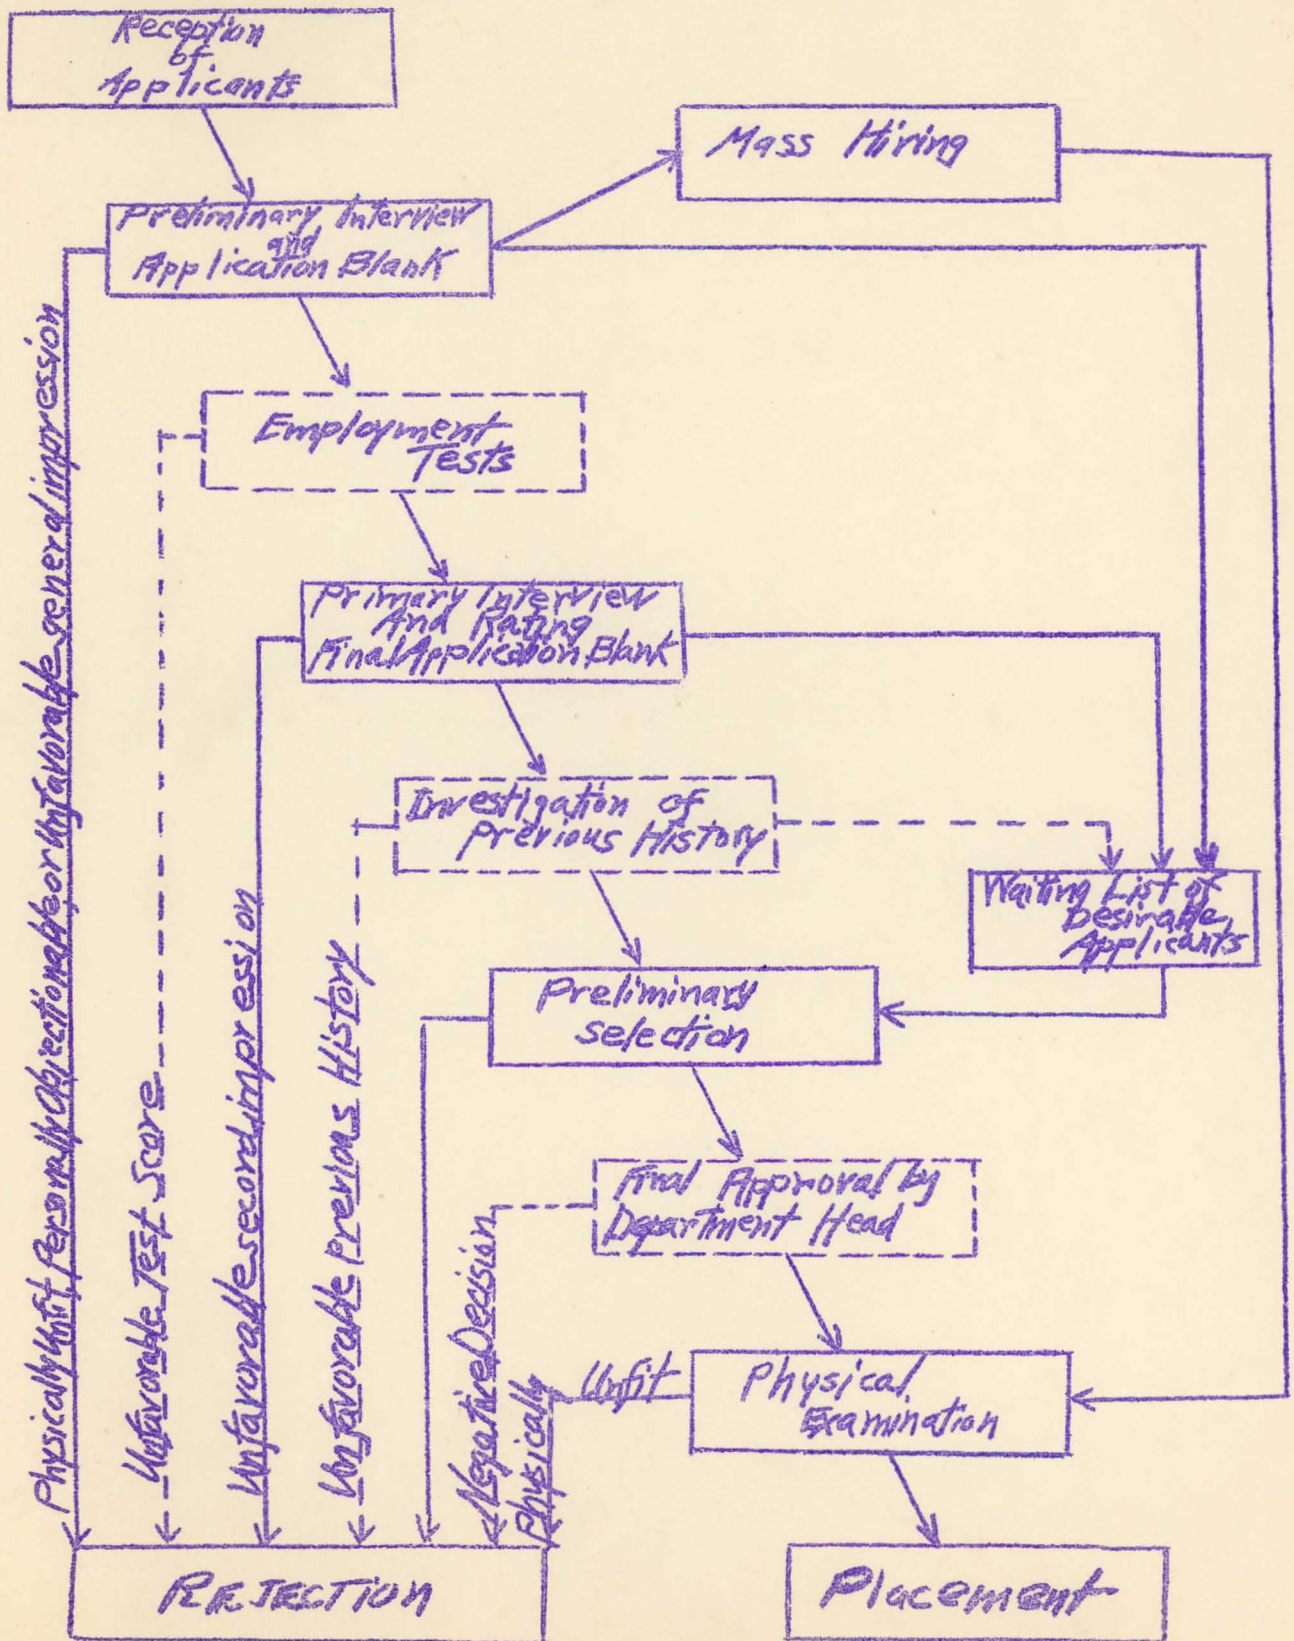 Reception
of
Applicants
Mass Hiring
Preliminary Interview
and
Application Blank
Employment
Tests
Primary Interview
And Rating
Final Application Blank
Investigation of
Previous History
Waiting List of
Desirable
Applicants
Preliminary
selection
Final Approval by
Department Head
Physical
Examination
Physically Unfit, Personally Objectionable or Unfavorable general impression
Unfavorable Test Score
Unfavorable second impression
Unfavorable Previous History
Negative Decision
Physically
Unfit
REJECTION
Placement